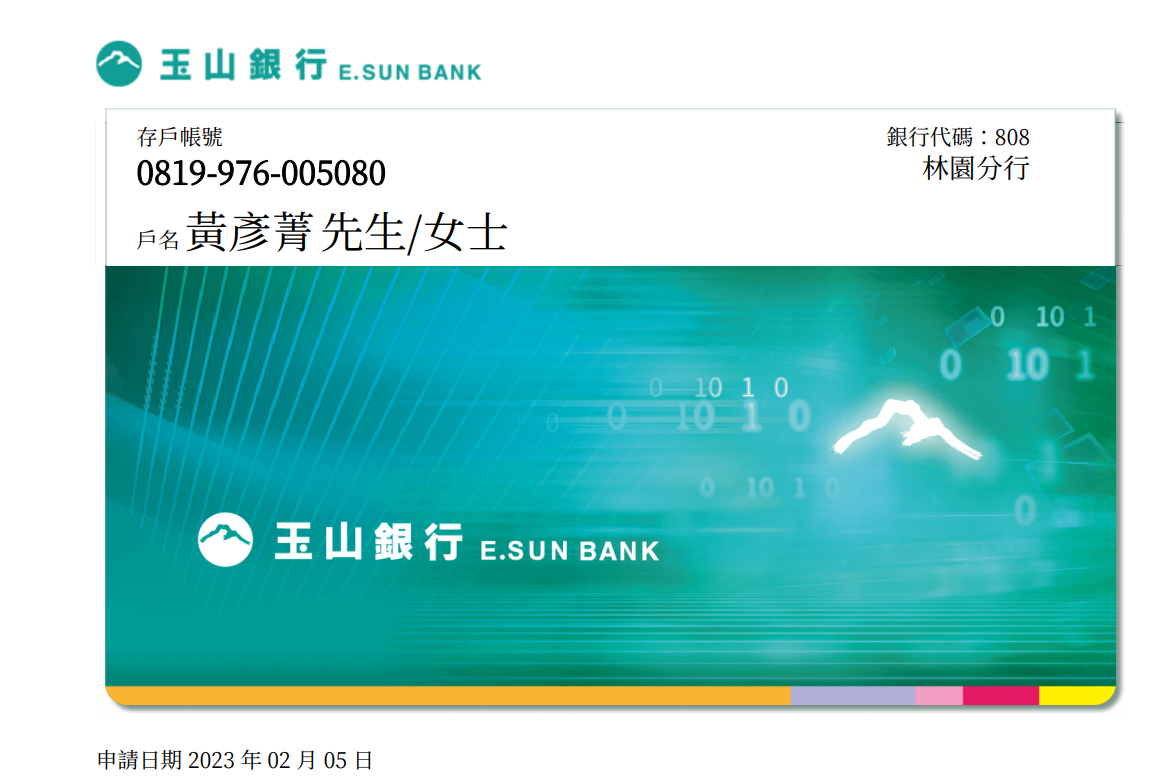 玉山銀行 E.SUN BANK
存戶帳號
銀行代碼：808
0819-976-005080
林園分行
戶名 黃彥菁 先生/女士
0 10 1
0 10 1
0 10 1 0
0 0 10 1 0
1
0 10 1 0
0
玉山銀行 E.SUN BANK
申請日期 2023 年 02 月 05 日